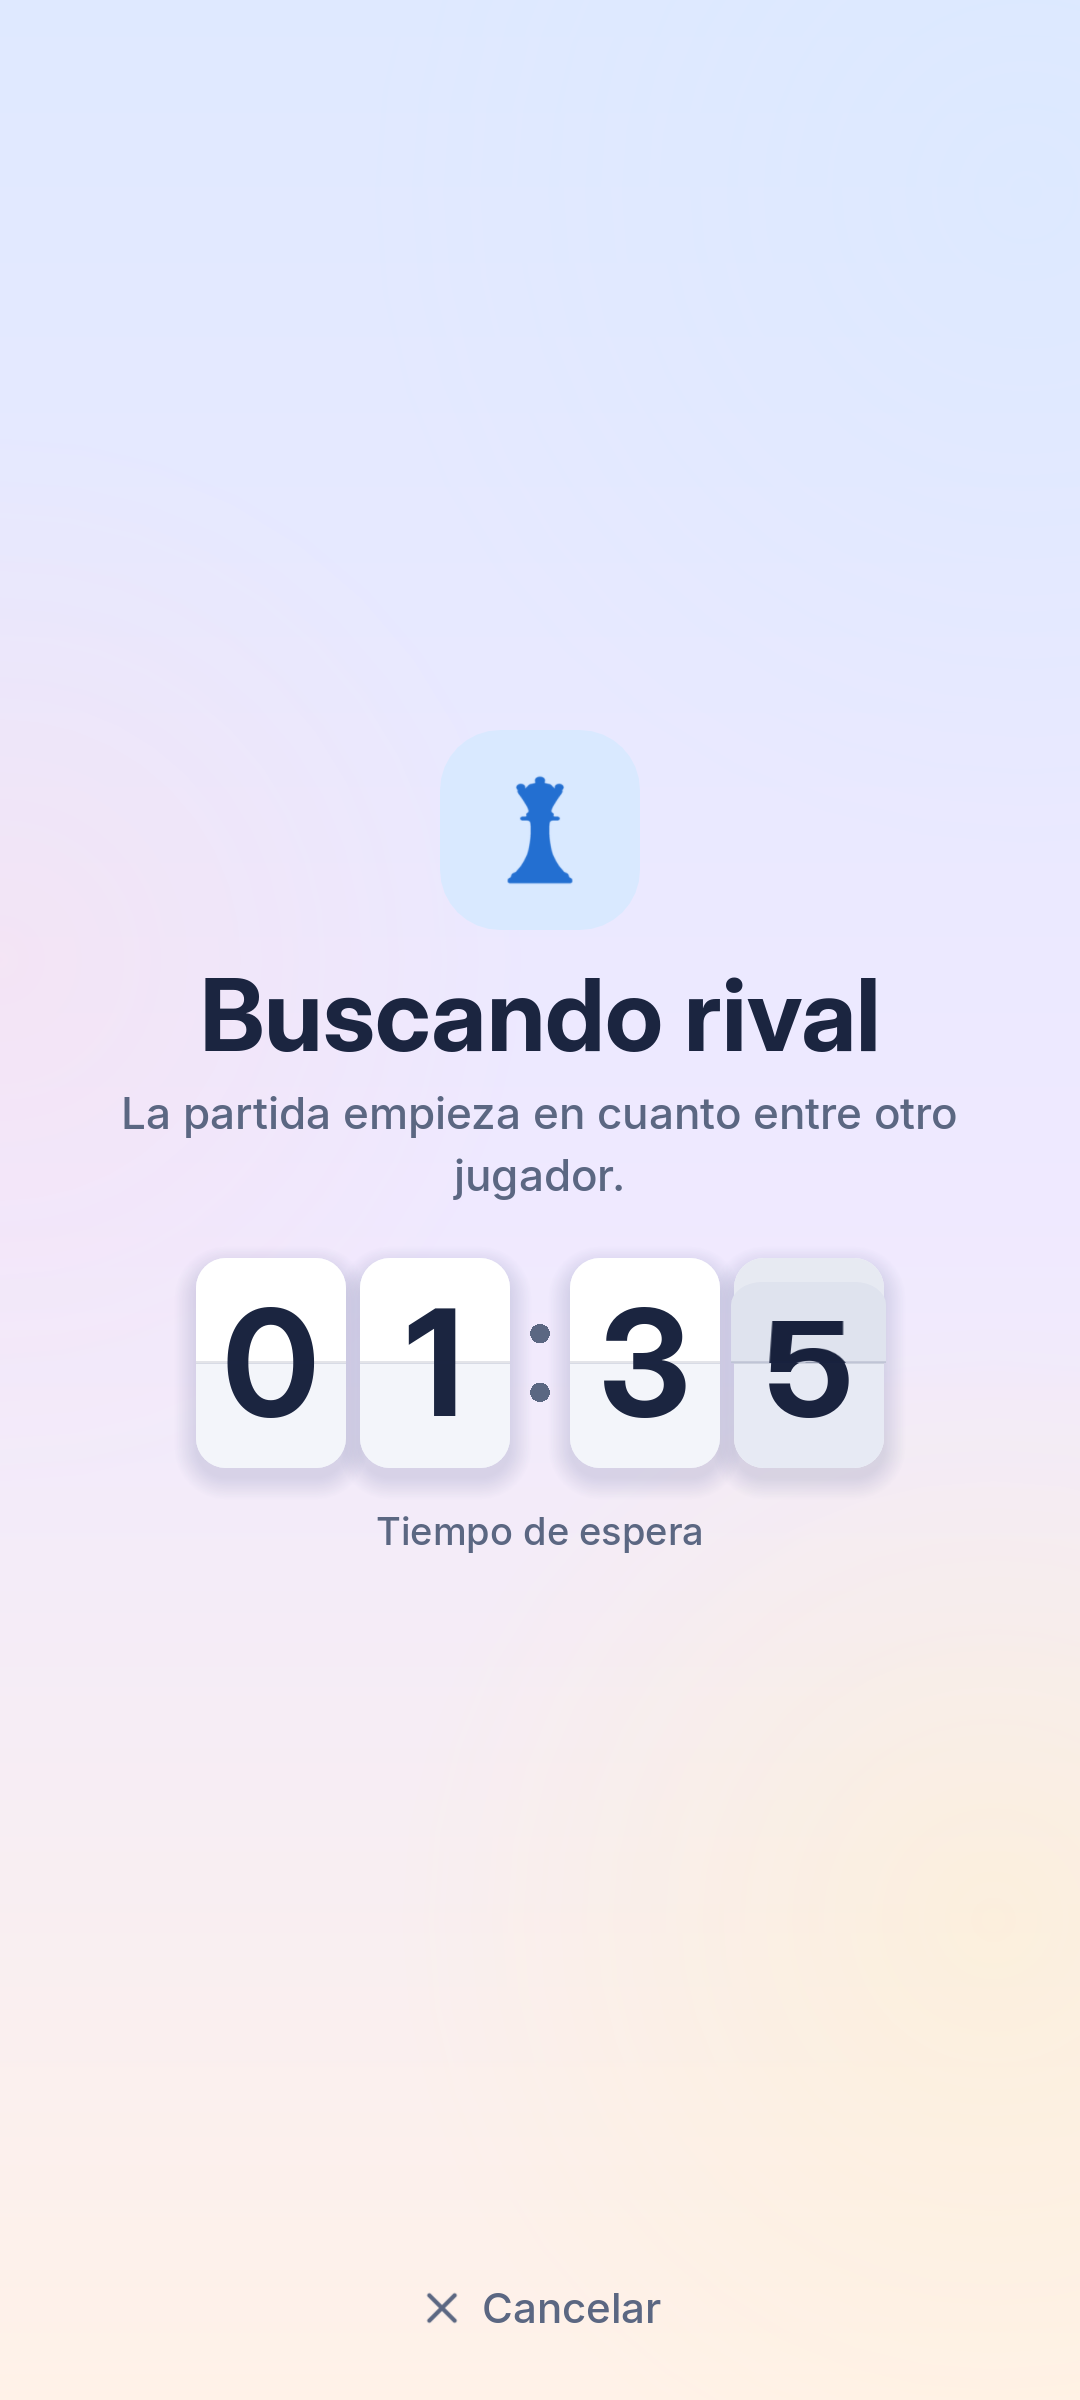 Buscando rival
La partida empieza en cuanto entre otro
jugador.
01:35
Tiempo de espera
Cancelar